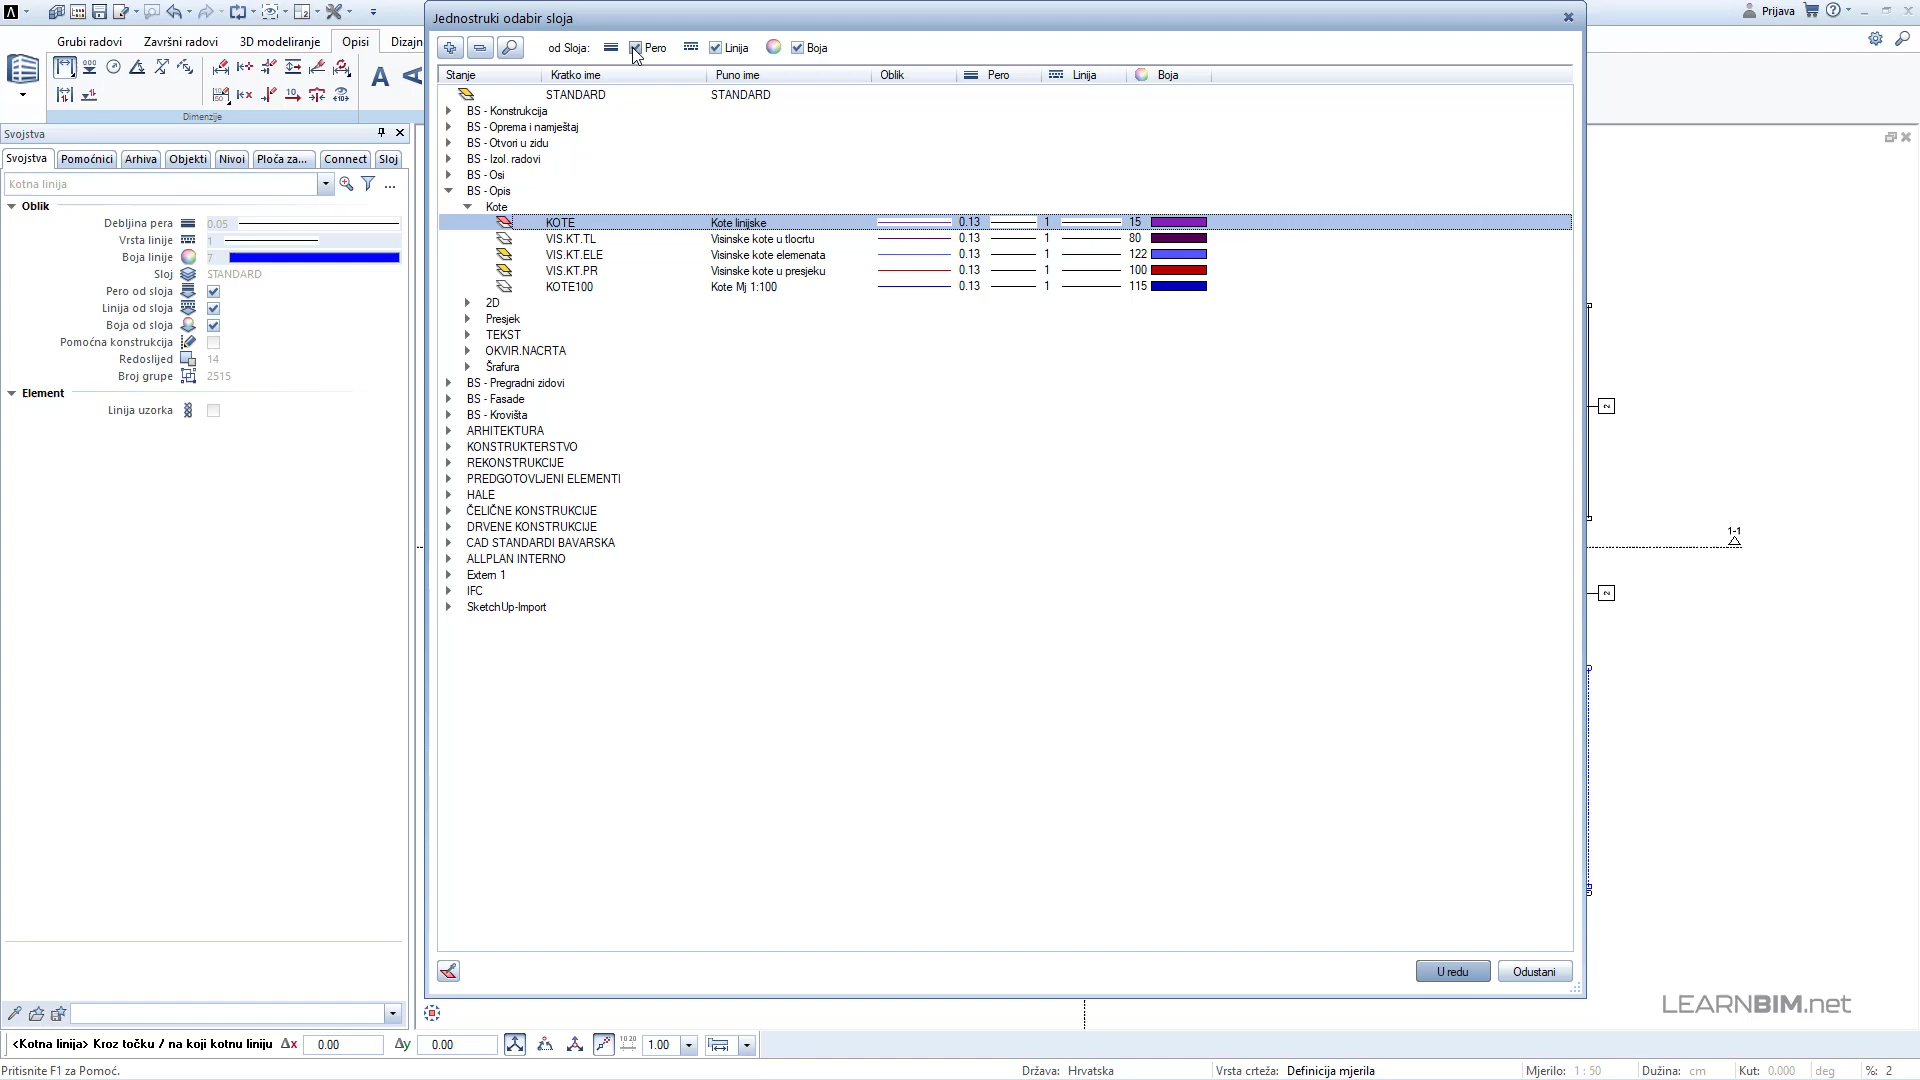 Jednostruki odabir sloja
Prijava
Grubi radovi Završni radovi 3D modeliranje Opisi Dizajn
od Sloja: Pero Linija Boja
Stanje Kratko ime Puno ime Oblik Pero Linija Boja
STANDARD STANDARD
BS - Konstrukcija
BS - Oprema i namještaj
BS - Otvori u zidu
BS - Izol. radovi
BS - Osi
BS - Opis
Kote
KOTE Kote linijske 0.13 1 15
VIS.KT.TL Visinske kote u tlocrtu 0.13 1 80
VIS.KT.ELE Visinske kote elemenata 0.13 1 122
VIS.KT.PR Visinske kote u presjeku 0.13 1 100
KOTE100 Kote Mj 1:100 0.13 1 115
2D
Presjek
TEKST
OKVIR.NACRTA
Šrafura
BS - Pregradni zidovi
BS - Fasade
BS - Krovišta
ARHITEKTURA
KONSTRUKTERSTVO
REKONSTRUKCIJE
PREDGOTOVLJENI ELEMENTI
HALE
ČELIČNE KONSTRUKCIJE
DRVENE KONSTRUKCIJE
CAD STANDARDI BAVARSKA
ALLPLAN INTERNO
Extern 1
IFC
SketchUp-Import
U redu Odustani
Dimenzije
Svojstva
Svojstva Pomoćnici Arhiva Objekti Nivoi Ploča za... Connect Sloj
Kotna linija
Oblik
Debljina pera 0.05
Vrsta linije 1
Boja linije 7
Sloj STANDARD
Pero od sloja
Linija od sloja
Boja od sloja
Pomoćna konstrukcija
Redoslijed 14
Broj grupe 2515
Element
Linija uzorka
2
1-1
2
LEARNBIM.net
<Kotna linija> Kroz točku / na koji kotnu liniju Δx 0.00 Δy 0.00 1.00
Pritisnite F1 za Pomoć. Država: Hrvatska Vrsta crteža: Definicija mjerila Mjerilo: 1 : 50 Dužina: cm Kut: 0.000 deg %: 2